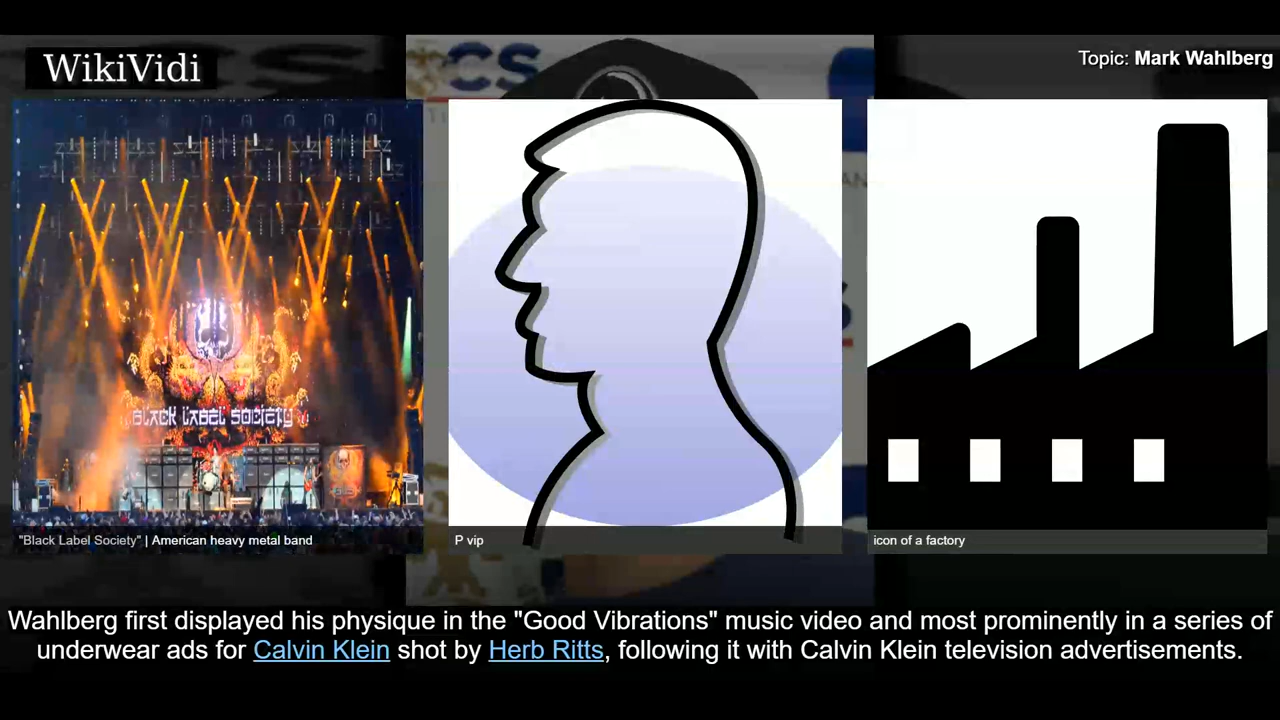 WikiVidi
Topic: Mark Wahlberg
CS
BLACK LABEL SOCIETY
"Black Label Society" | American heavy metal band
P vip
icon of a factory
Wahlberg first displayed his physique in the "Good Vibrations" music video and most prominently in a series of
underwear ads for Calvin Klein shot by Herb Ritts, following it with Calvin Klein television advertisements.